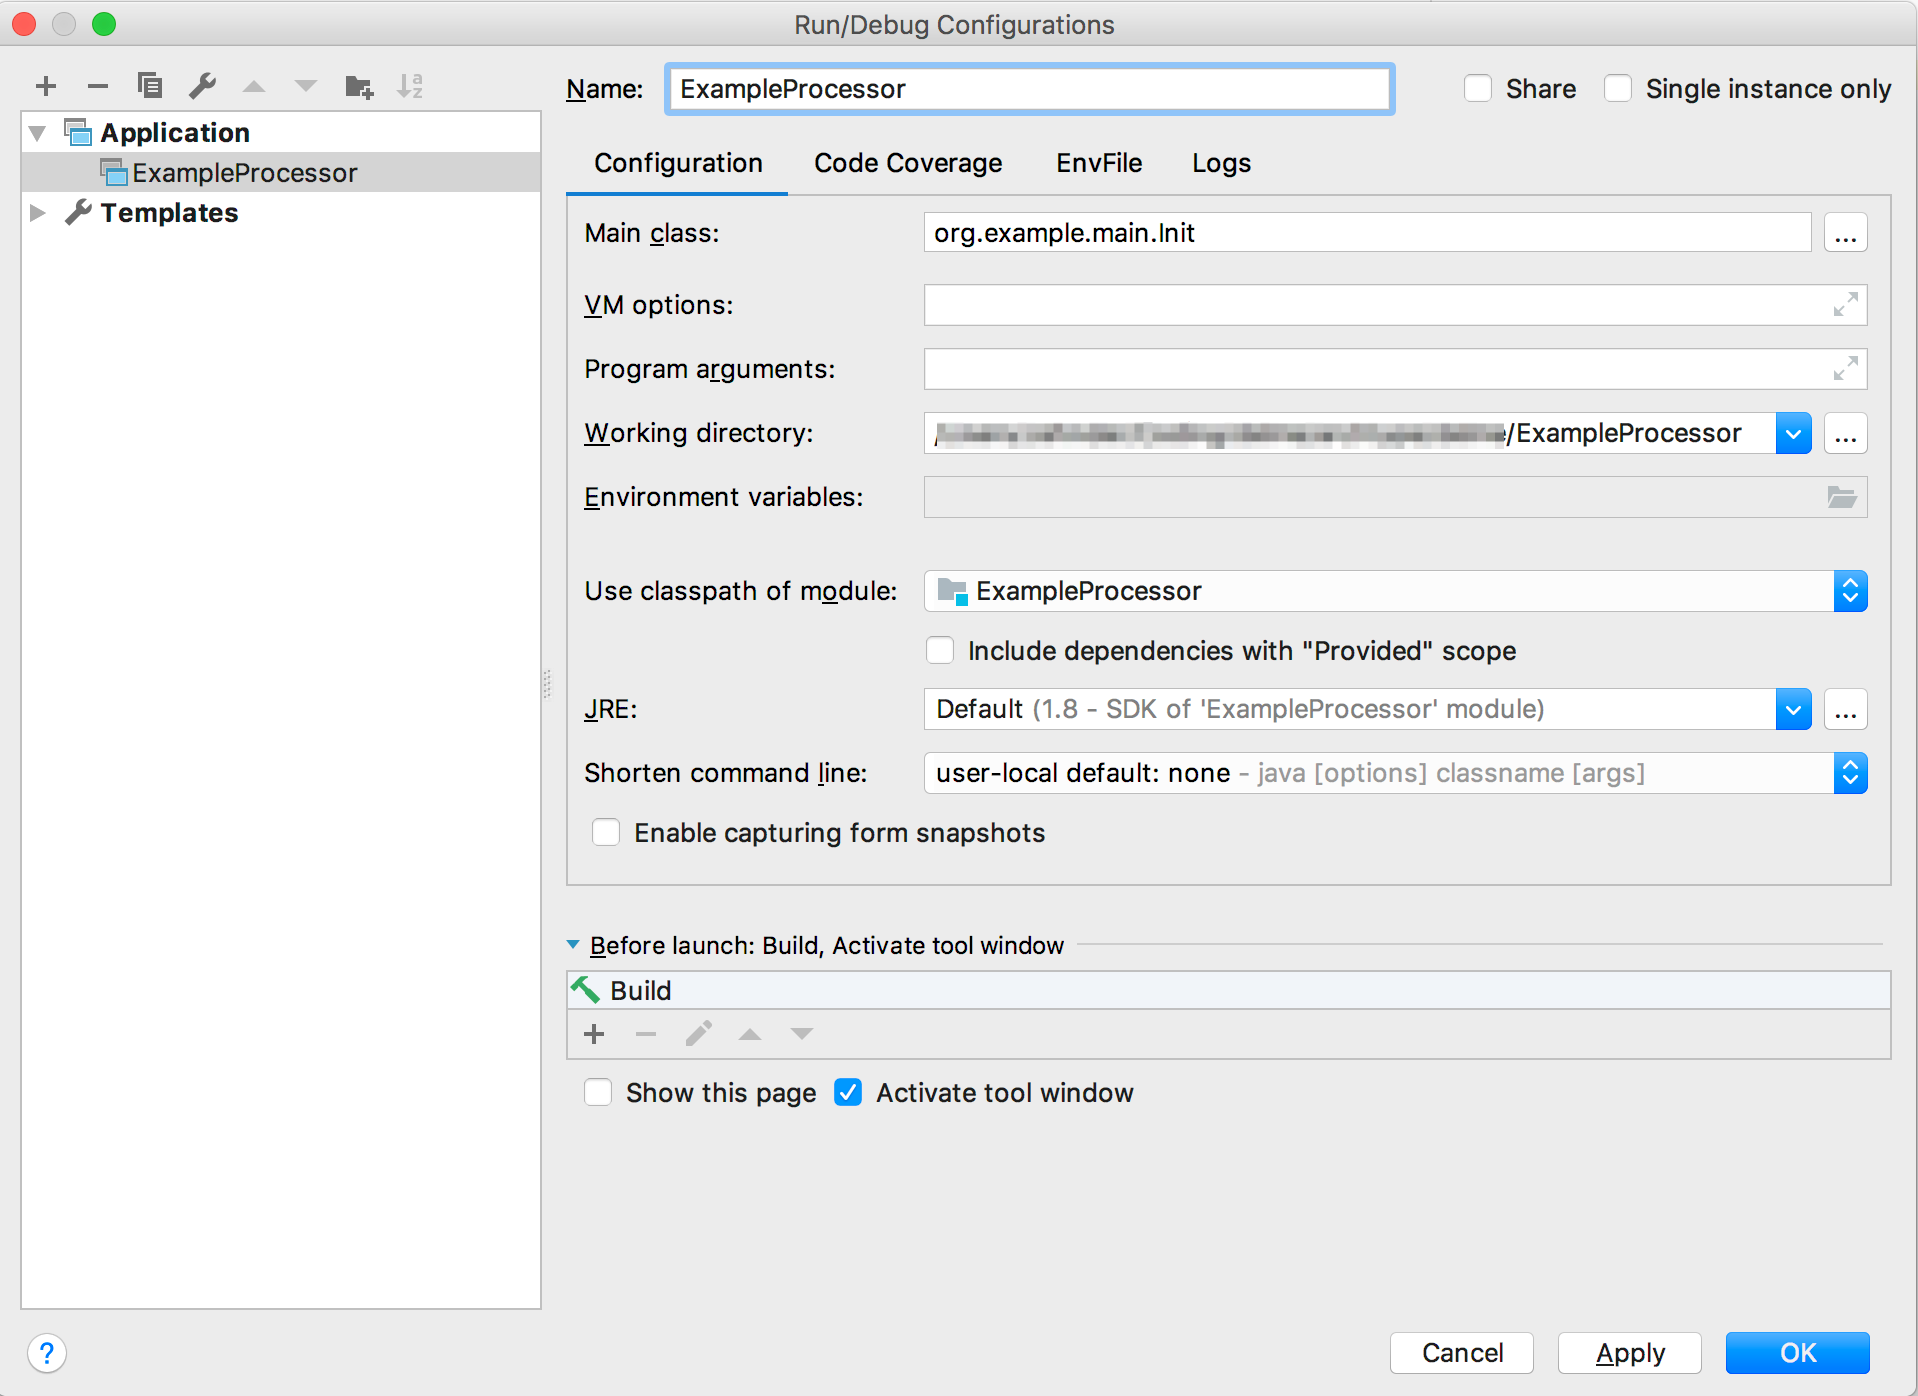 Run/Debug Configurations
Name: ExampleProcessor Share Single instance only
Application
ExampleProcessor
Templates
Configuration Code Coverage EnvFile Logs
Main class: org.example.main.Init ...
VM options:
Program arguments:
Working directory: /ExampleProcessor ...
Environment variables:
Use classpath of module: ExampleProcessor
Include dependencies with "Provided" scope
JRE: Default (1.8 - SDK of 'ExampleProcessor' module) ...
Shorten command line: user-local default: none - java [options] classname [args]
Enable capturing form snapshots
Before launch: Build, Activate tool window
Build
Show this page Activate tool window
? Cancel Apply OK